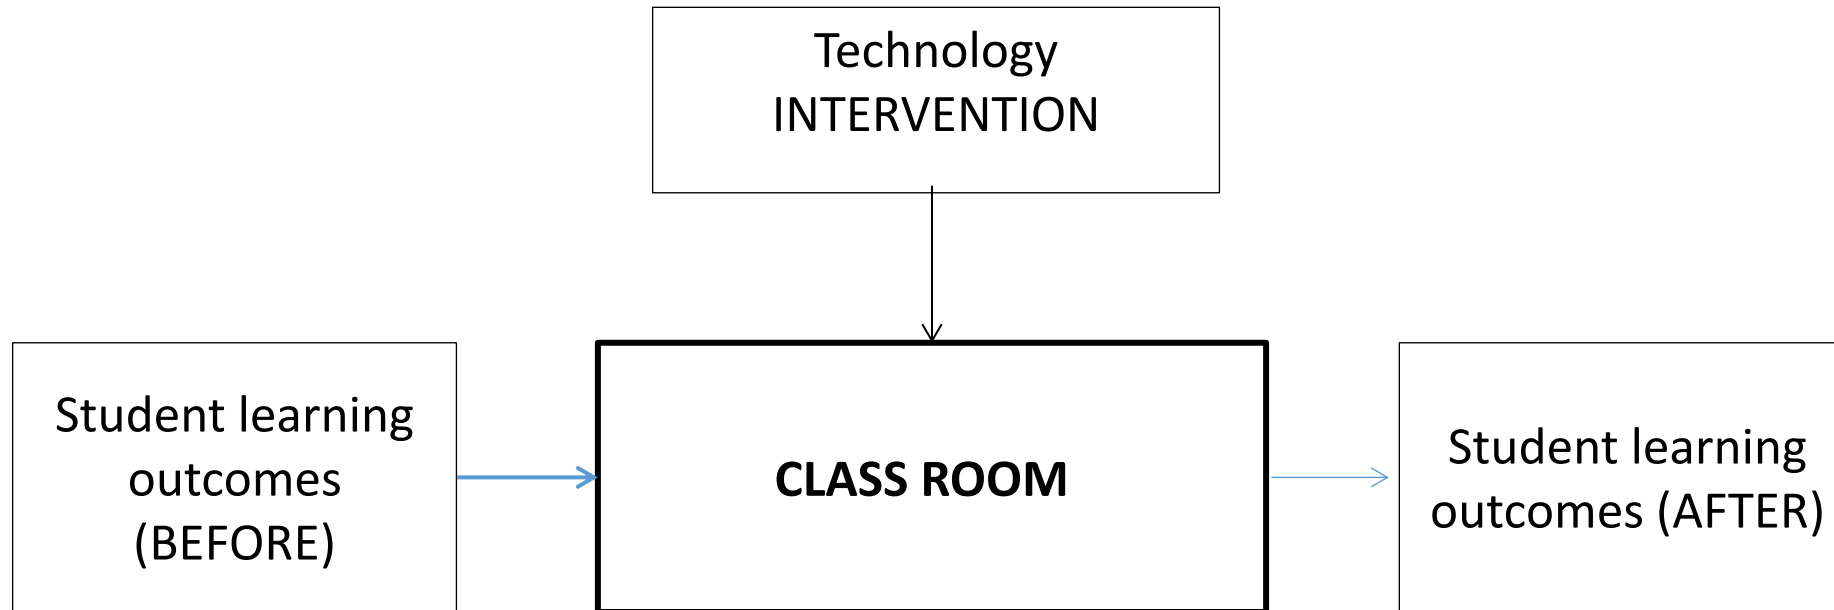 Technology
INTERVENTION
Student learning
outcomes
(BEFORE)
CLASS ROOM
Student learning
outcomes (AFTER)